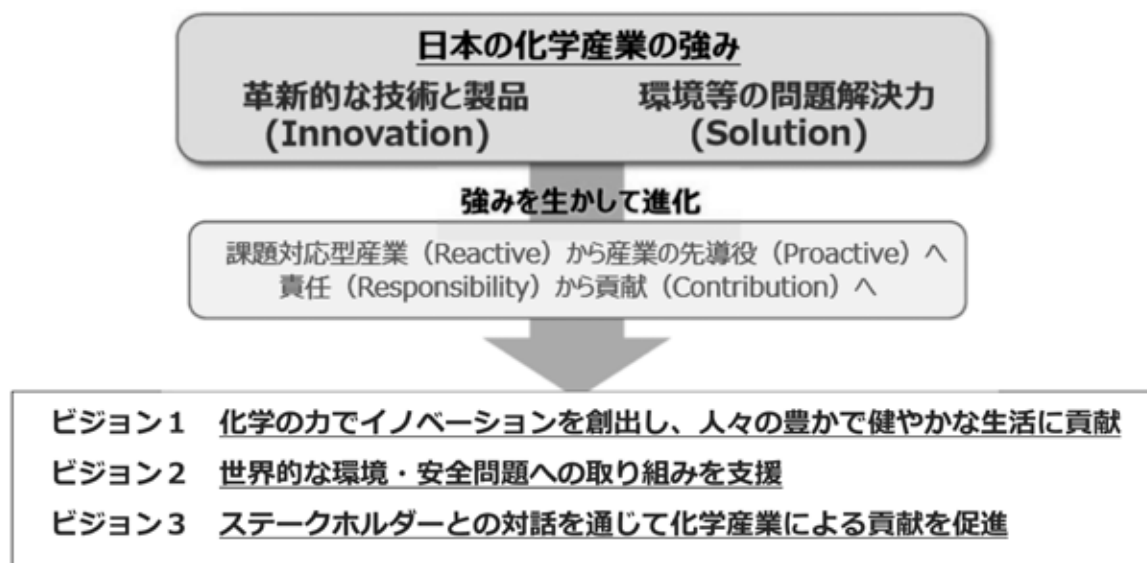 日本の化学産業の強み
革新的な技術と製品 環境等の問題解決力
(Innovation) (Solution)
強みを生かして進化
課題対応型産業（Reactive）から産業の先導役（Proactive）へ
責任（Responsibility）から貢献（Contribution）へ
ビジョン１ 化学の力でイノベーションを創出し、人々の豊かで健やかな生活に貢献
ビジョン２ 世界的な環境・安全問題への取り組みを支援
ビジョン３ ステークホルダーとの対話を通じて化学産業による貢献を促進